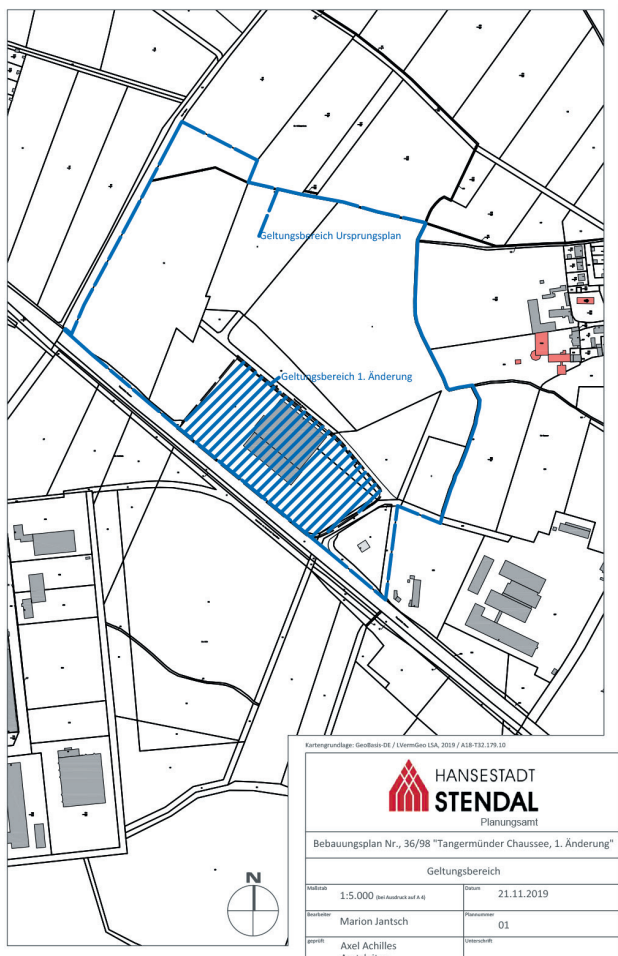 Geltungsbereich Ursprungsplan
Geltungsbereich 1. Änderung
Kartengrundlage: GeoBasis-DE / LVermGeo LSA, 2019 / A18-T32.179.10
HANSESTADT
STENDAL
Planungsamt
Bebauungsplan Nr., 36/98 "Tangermünder Chaussee, 1. Änderung"
Geltungsbereich
Maßstab
1:5.000 (bei Ausdruck auf A 4)
Datum
21.11.2019
Bearbeiter
Marion Jantsch
Plannummer
01
geprüft
Axel Achilles
Unterschrift
N